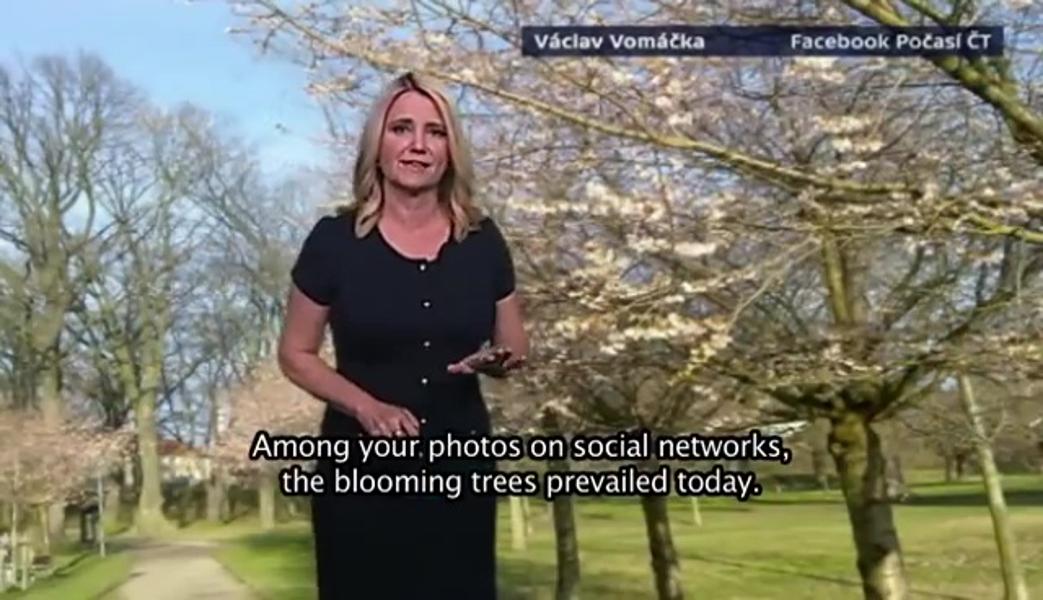 Václav Vomáčka Facebook Počasí ČT
Among your photos on social networks,
the blooming trees prevailed today.